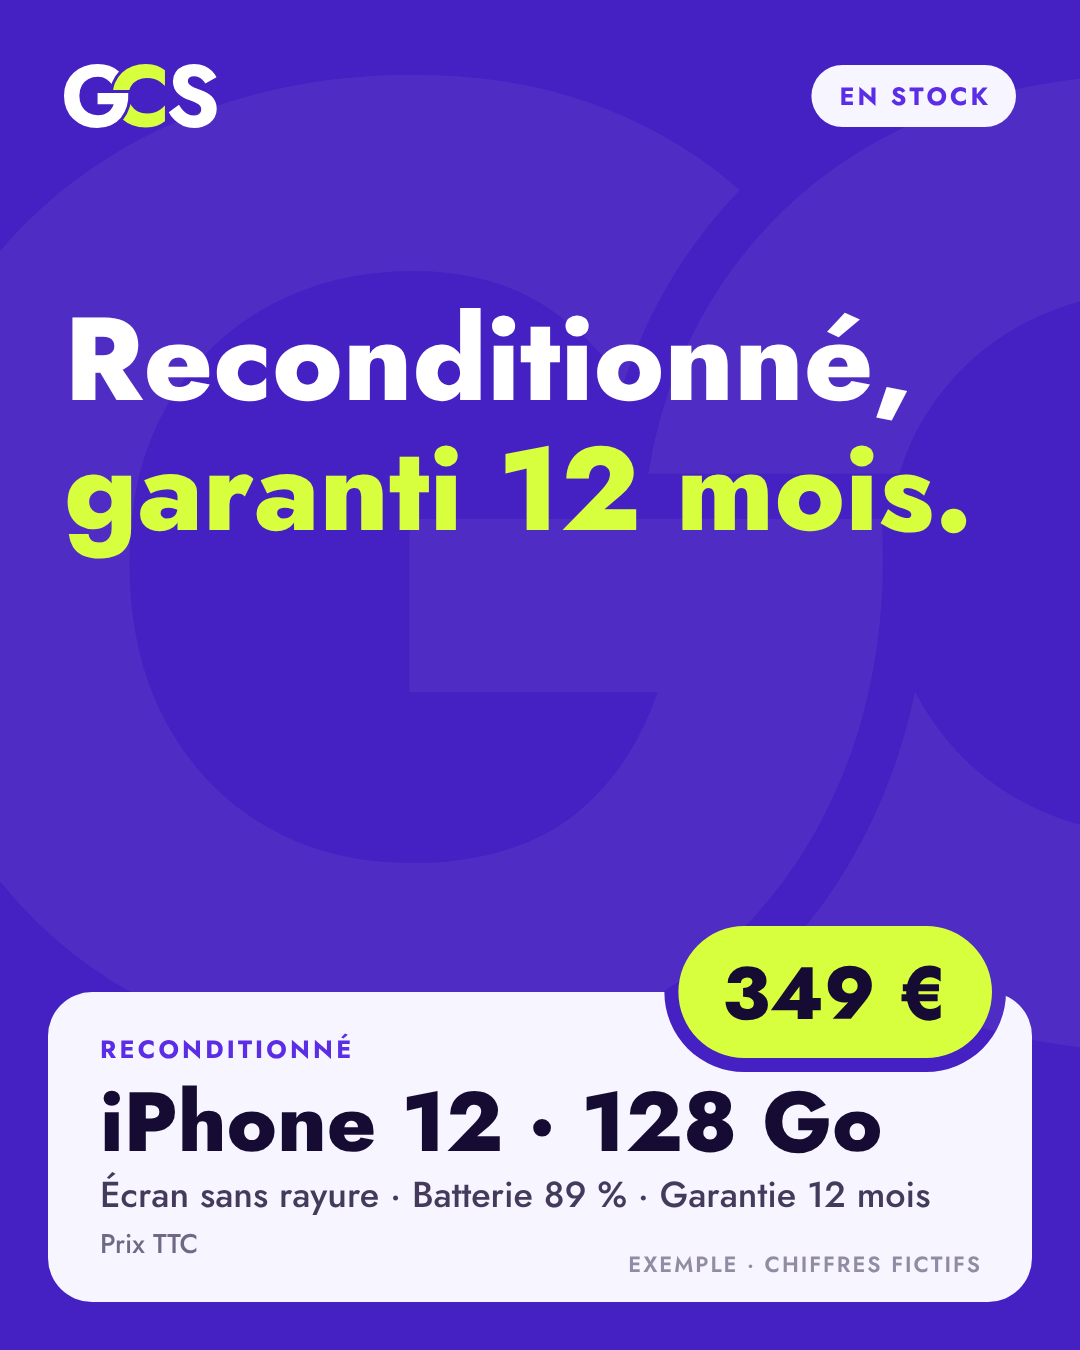 GCS
EN STOCK
Reconditionné,
garanti 12 mois.
349 €
RECONDITIONNÉ
iPhone 12 · 128 Go
Écran sans rayure · Batterie 89 % · Garantie 12 mois
Prix TTC
EXEMPLE · CHIFFRES FICTIFS